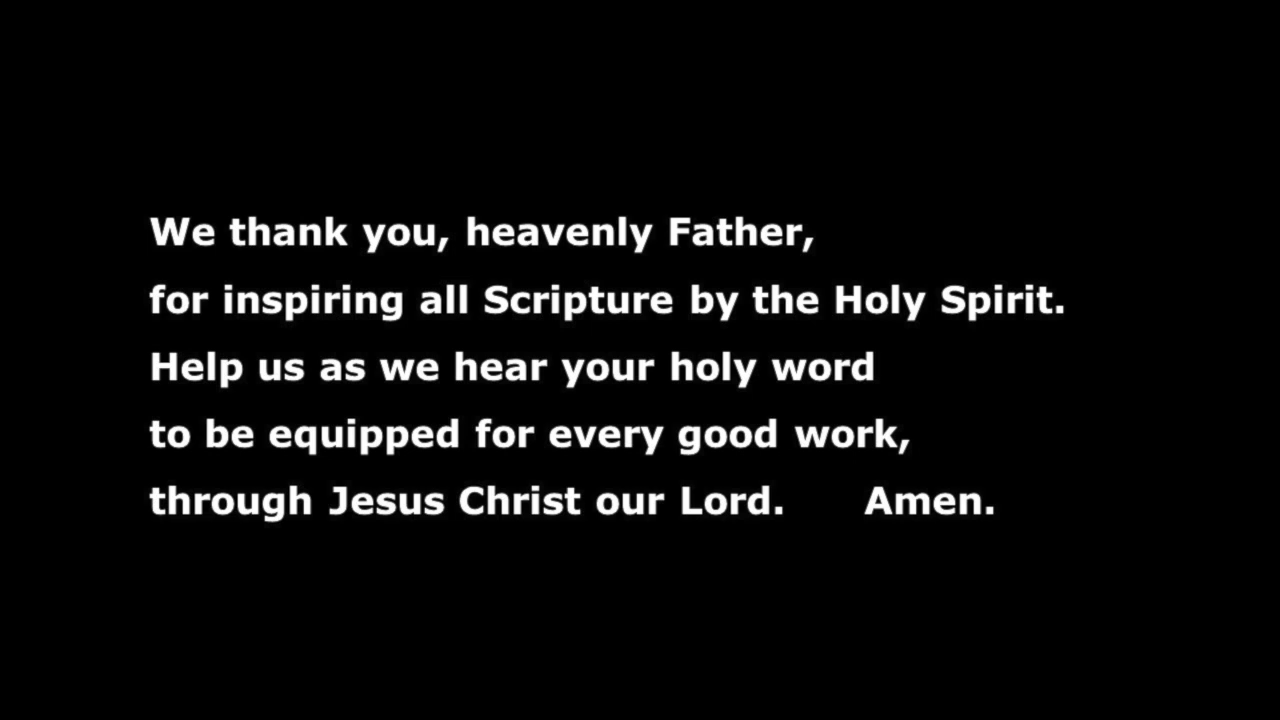 We thank you, heavenly Father,
for inspiring all Scripture by the Holy Spirit.
Help us as we hear your holy word
to be equipped for every good work,
through Jesus Christ our Lord. Amen.